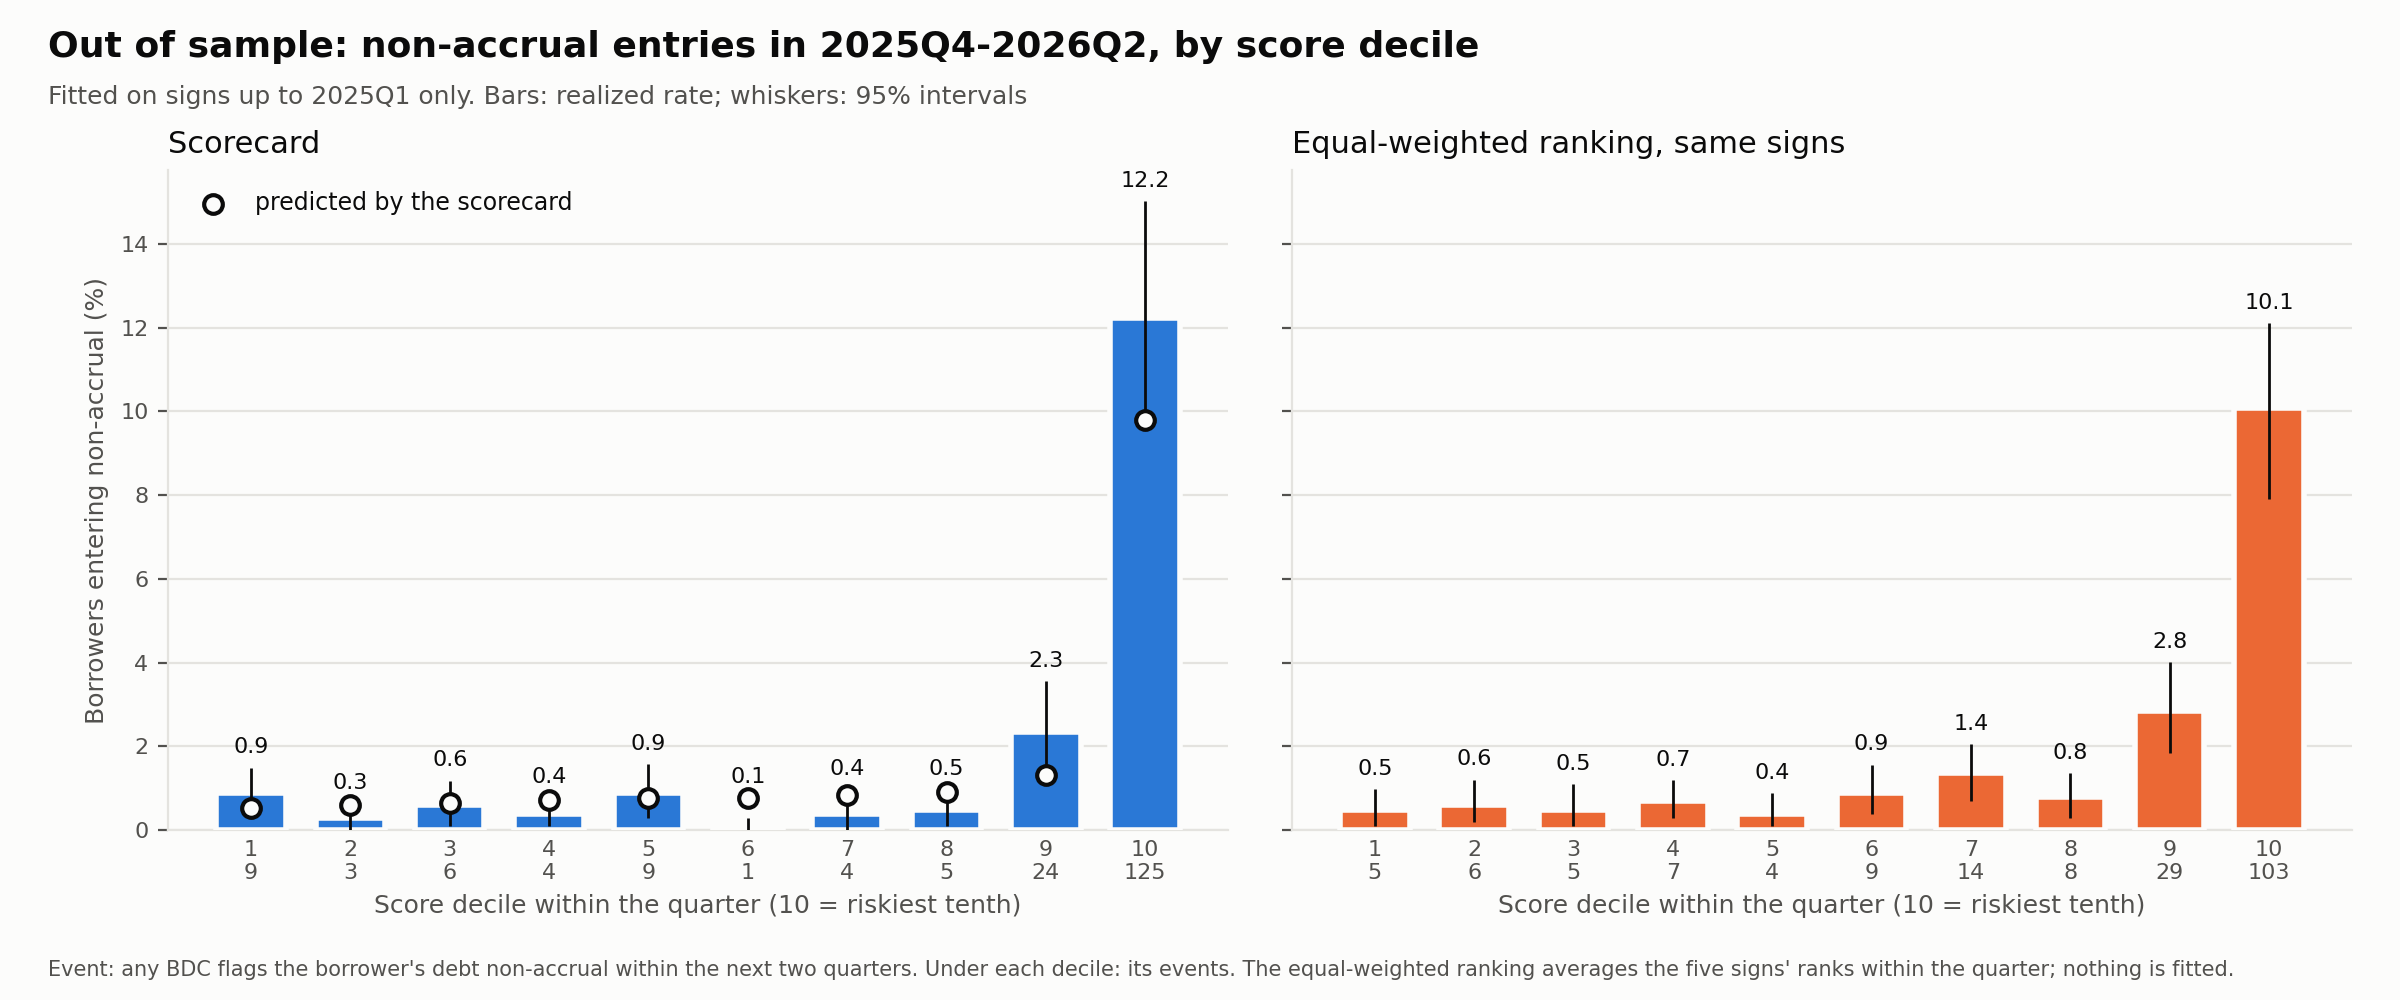 Out of sample: non-accrual entries in 2025Q4-2026Q2, by score decile
Fitted on signs up to 2025Q1 only. Bars: realized rate; whiskers: 95% intervals
Scorecard
predicted by the scorecard
Borrowers entering non-accrual (%)
14
12
10
8
6
4
2
0
0.9
0.3
0.6
0.4
0.9
0.1
0.4
0.5
2.3
12.2
1 2 3 4 5 6 7 8 9 10
9 3 6 4 9 1 4 5 24 125
Score decile within the quarter (10 = riskiest tenth)
Equal-weighted ranking, same signs
0.5
0.6
0.5
0.7
0.4
0.9
1.4
0.8
2.8
10.1
1 2 3 4 5 6 7 8 9 10
5 6 5 7 4 9 14 8 29 103
Score decile within the quarter (10 = riskiest tenth)
Event: any BDC flags the borrower's debt non-accrual within the next two quarters. Under each decile: its events. The equal-weighted ranking averages the five signs' ranks within the quarter; nothing is fitted.